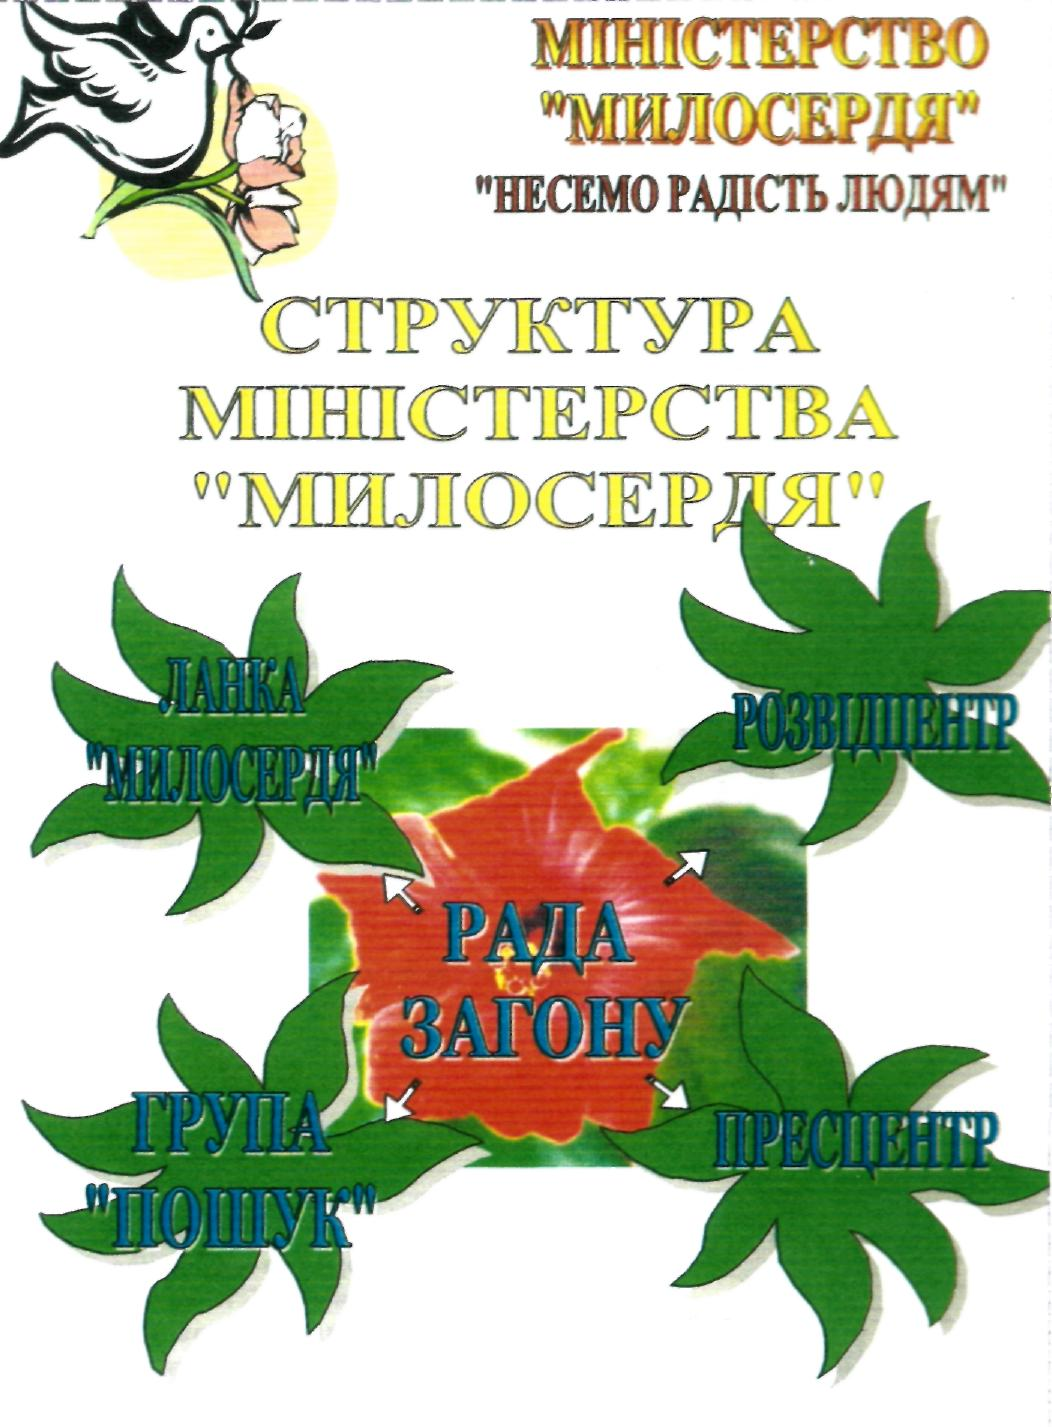 МІНІСТЕРСТВО
"МИЛОСЕРДЯ"
"НЕСЕМО РАДІСТЬ ЛЮДЯМ"
СТРУКТУРА
МІНІСТЕРСТВА
"МИЛОСЕРДЯ"
ЛАНКА
"МИЛОСЕРДЯ"
РОЗВІДЦЕНТР
РАДА
ЗАГОНУ
ГРУПА
"ПОШУК"
ПРЕСЦЕНТР